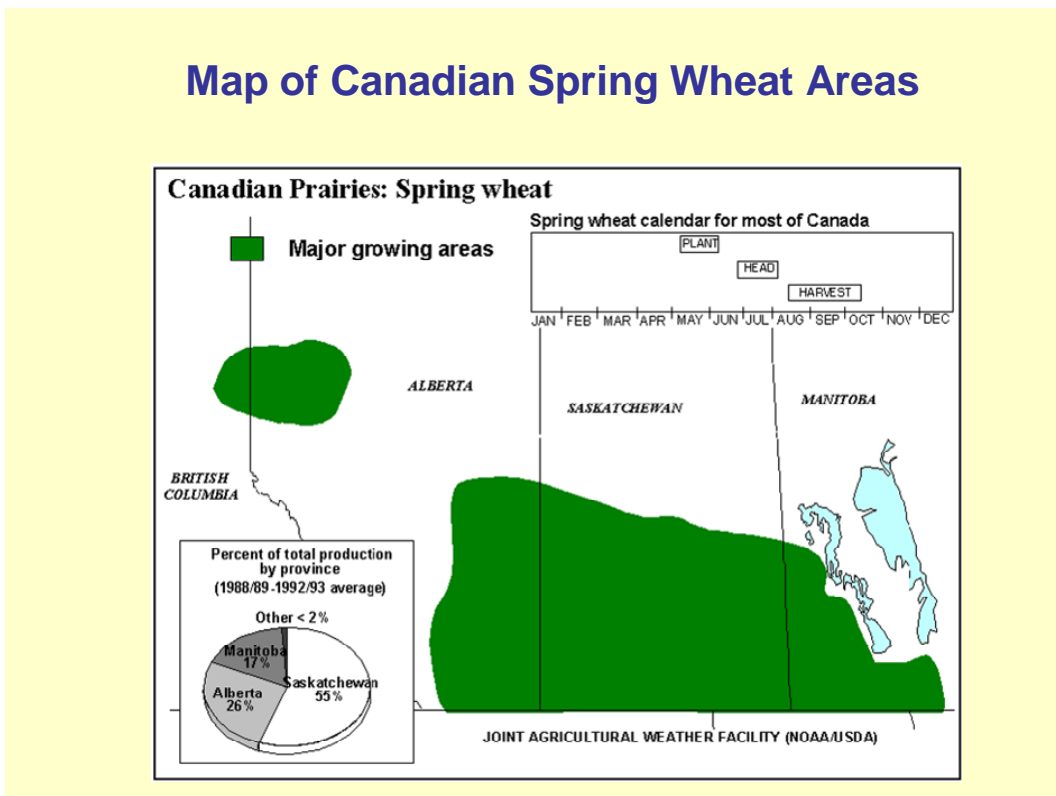 Map of Canadian Spring Wheat Areas
Canadian Prairies: Spring wheat
Major growing areas
Spring wheat calendar for most of Canada
PLANT
HEAD
HARVEST
JAN FEB MAR APR MAY JUN JUL AUG SEP OCT NOV DEC
ALBERTA
SASKATCHEWAN
MANITOBA
BRITISH
COLUMBIA
Percent of total production
by province
(1988/89-1992/93 average)
Other < 2%
Manitoba
17%
Saskatchewan
55%
Alberta
26%
JOINT AGRICULTURAL WEATHER FACILITY (NOAA/USDA)